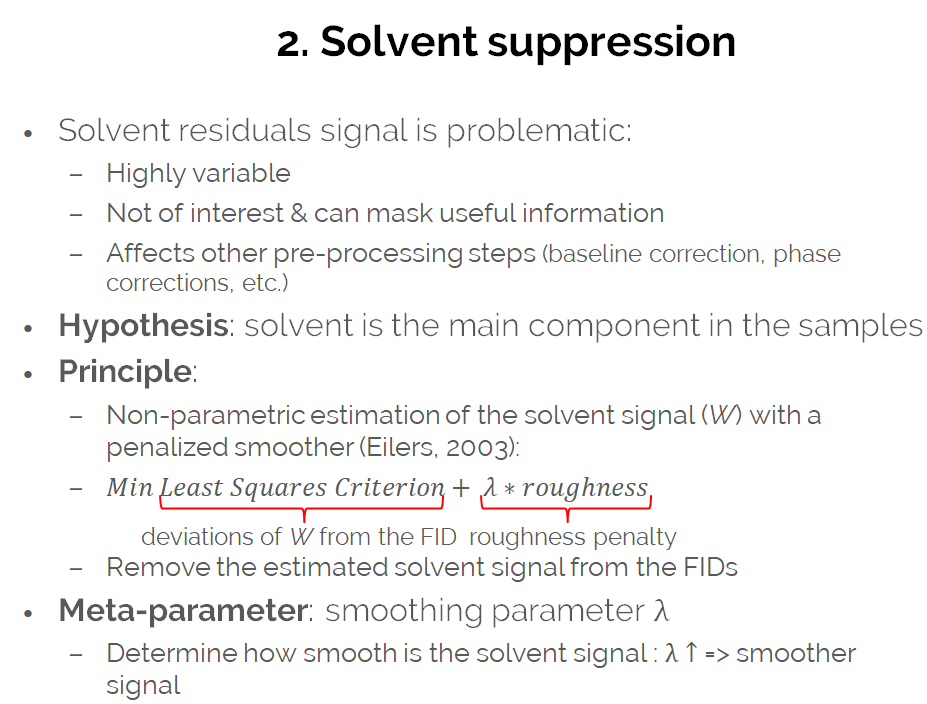 2. Solvent suppression
• Solvent residuals signal is problematic:
– Highly variable
– Not of interest & can mask useful information
– Affects other pre-processing steps (baseline correction, phase
corrections, etc.)
• Hypothesis: solvent is the main component in the samples
• Principle:
– Non-parametric estimation of the solvent signal (W) with a
penalized smoother (Eilers, 2003):
– Min Least Squares Criterion + λ ∗ roughness
deviations of W from the FID roughness penalty
– Remove the estimated solvent signal from the FIDs
• Meta-parameter: smoothing parameter λ
– Determine how smooth is the solvent signal : λ ↑ => smoother
signal